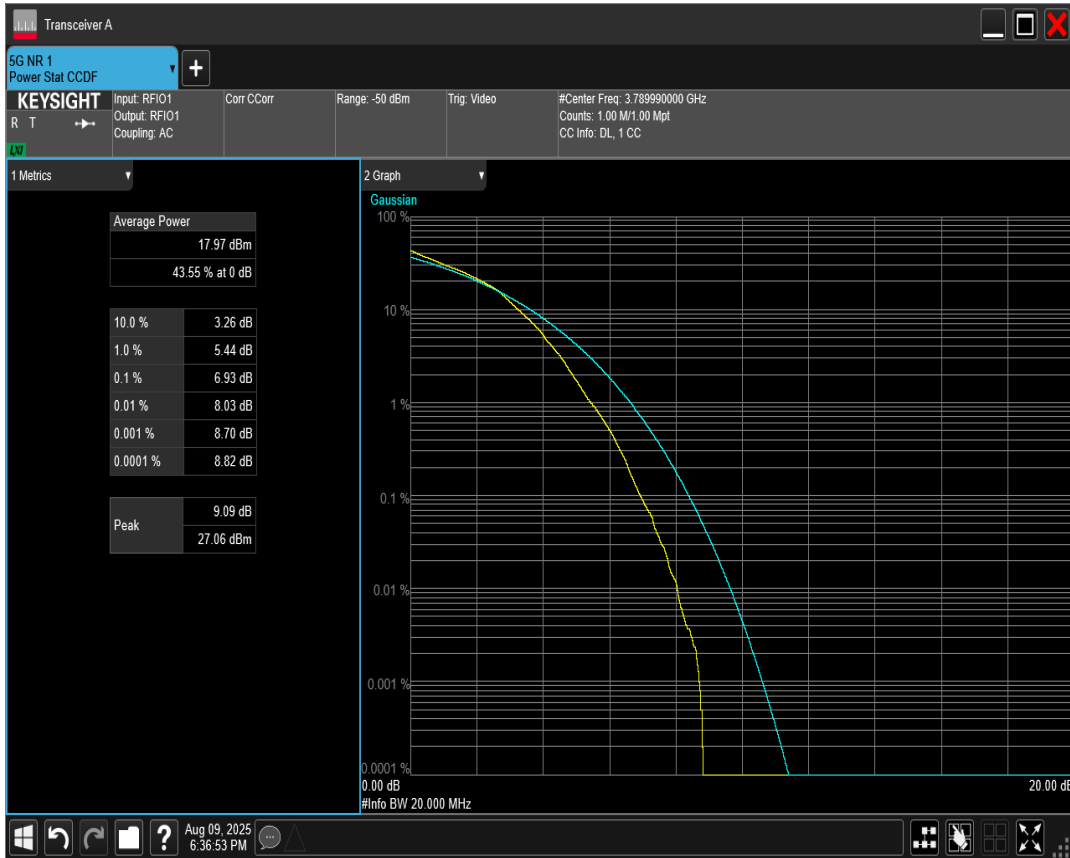 Transceiver A
5G NR 1
Power Stat CCDF
KEYSIGHT
R T
LXI
Input: RFIO1
Output: RFIO1
Coupling: AC
Corr CCorr
Range: -50 dBm
Trig: Video
#Center Freq: 3.789990000 GHz
Counts: 1.00 M/1.00 Mpt
CC Info: DL, 1 CC
1 Metrics
Average Power
17.97 dBm
43.55 % at 0 dB
10.0 % 3.26 dB
1.0 % 5.44 dB
0.1 % 6.93 dB
0.01 % 8.03 dB
0.001 % 8.70 dB
0.0001 % 8.82 dB
Peak
9.09 dB
27.06 dBm
2 Graph
Gaussian
100 %
10 %
1 %
0.1 %
0.01 %
0.001 %
0.0001 %
0.00 dB
20.00 dB
#Info BW 20.000 MHz
Aug 09, 2025
6:36:53 PM